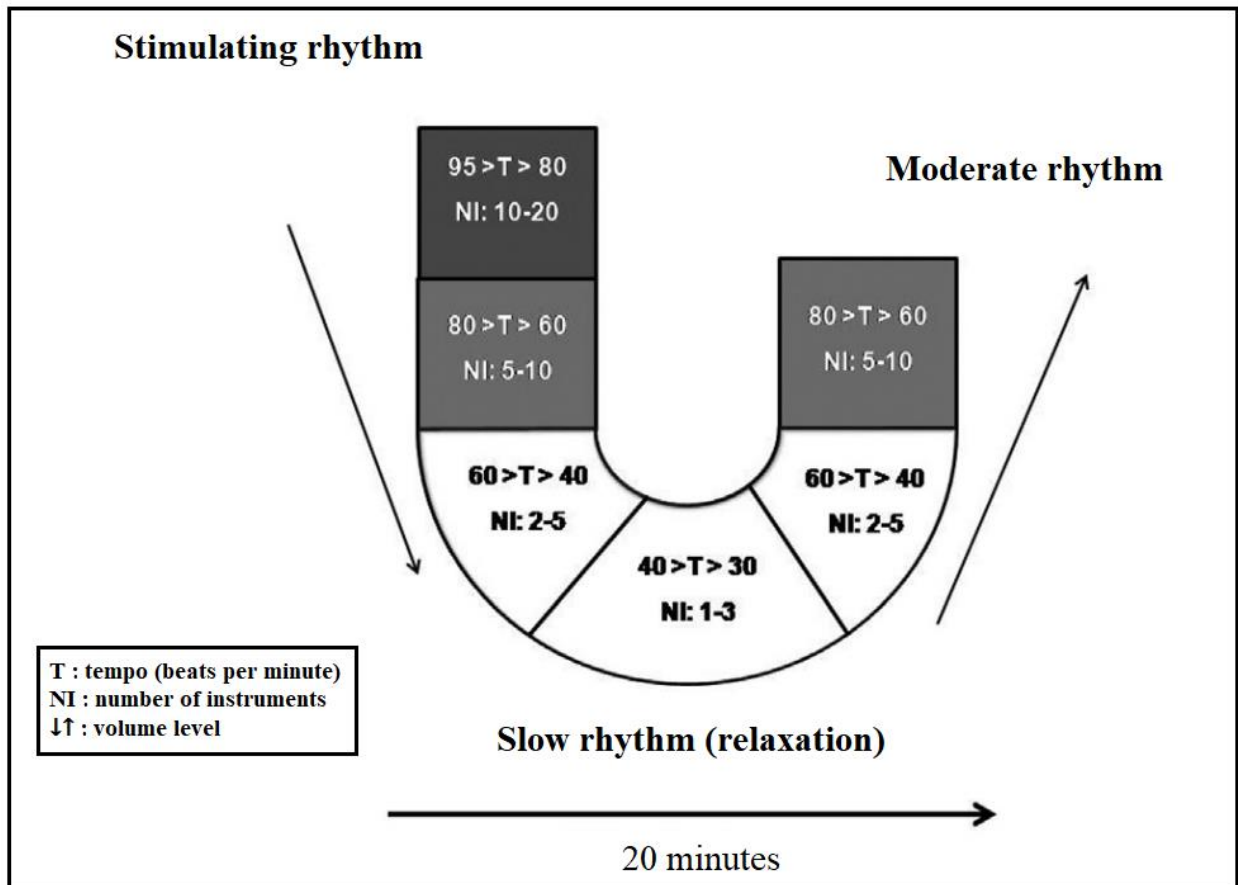 Stimulating rhythm
Moderate rhythm
95 >T > 80
NI: 10-20
80 >T > 60
NI: 5-10
80 >T > 60
NI: 5-10
60 >T > 40
NI: 2-5
40 >T > 30
NI: 1-3
60 >T > 40
NI: 2-5
T : tempo (beats per minute)
NI : number of instruments
↓↑ : volume level
Slow rhythm (relaxation)
20 minutes